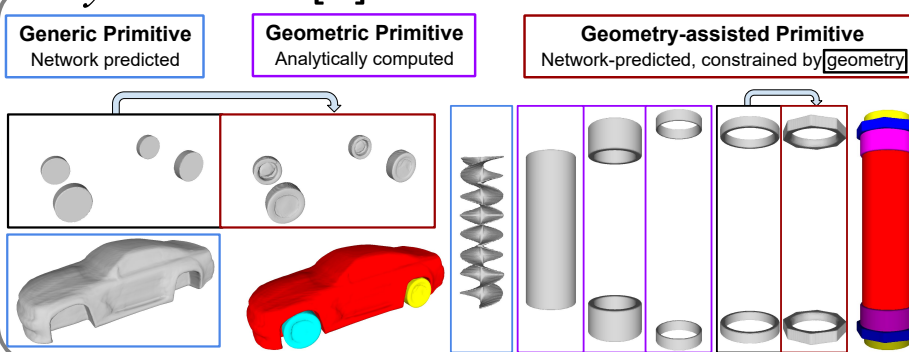 Generic Primitive
Network predicted
Geometric Primitive
Analytically computed
Geometry-assisted Primitive
Network-predicted, constrained by geometry